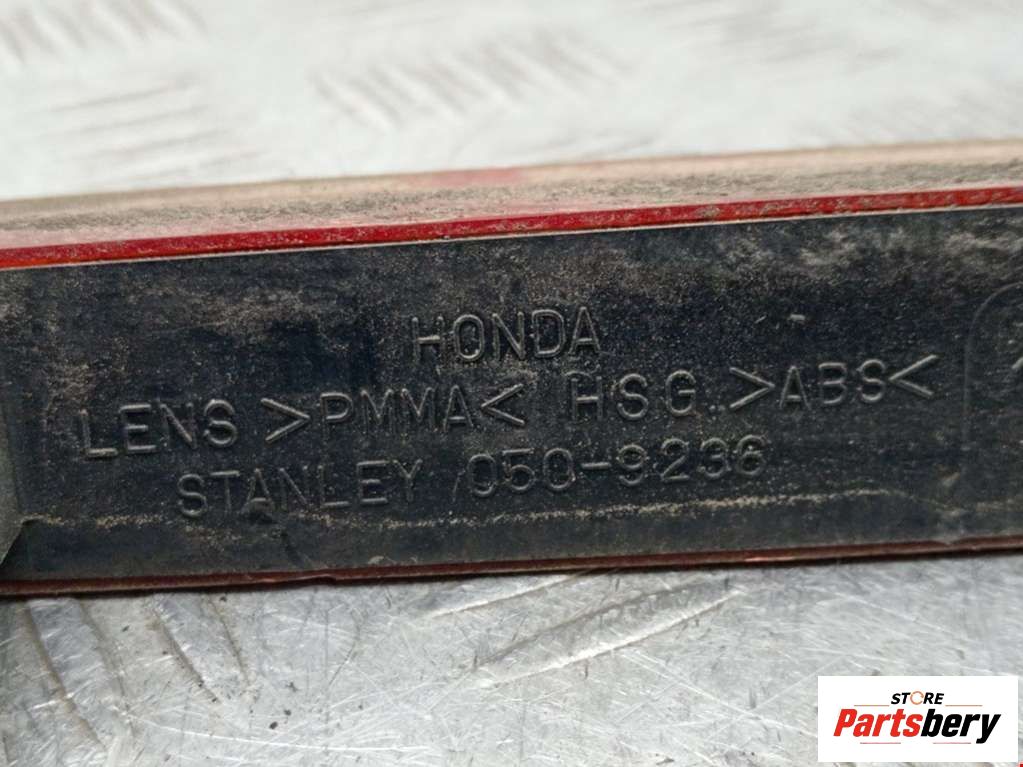 HONDA
LENS >PMMA< HSG. >ABS<
STANLEY 050-9236
STORE
Partsbery